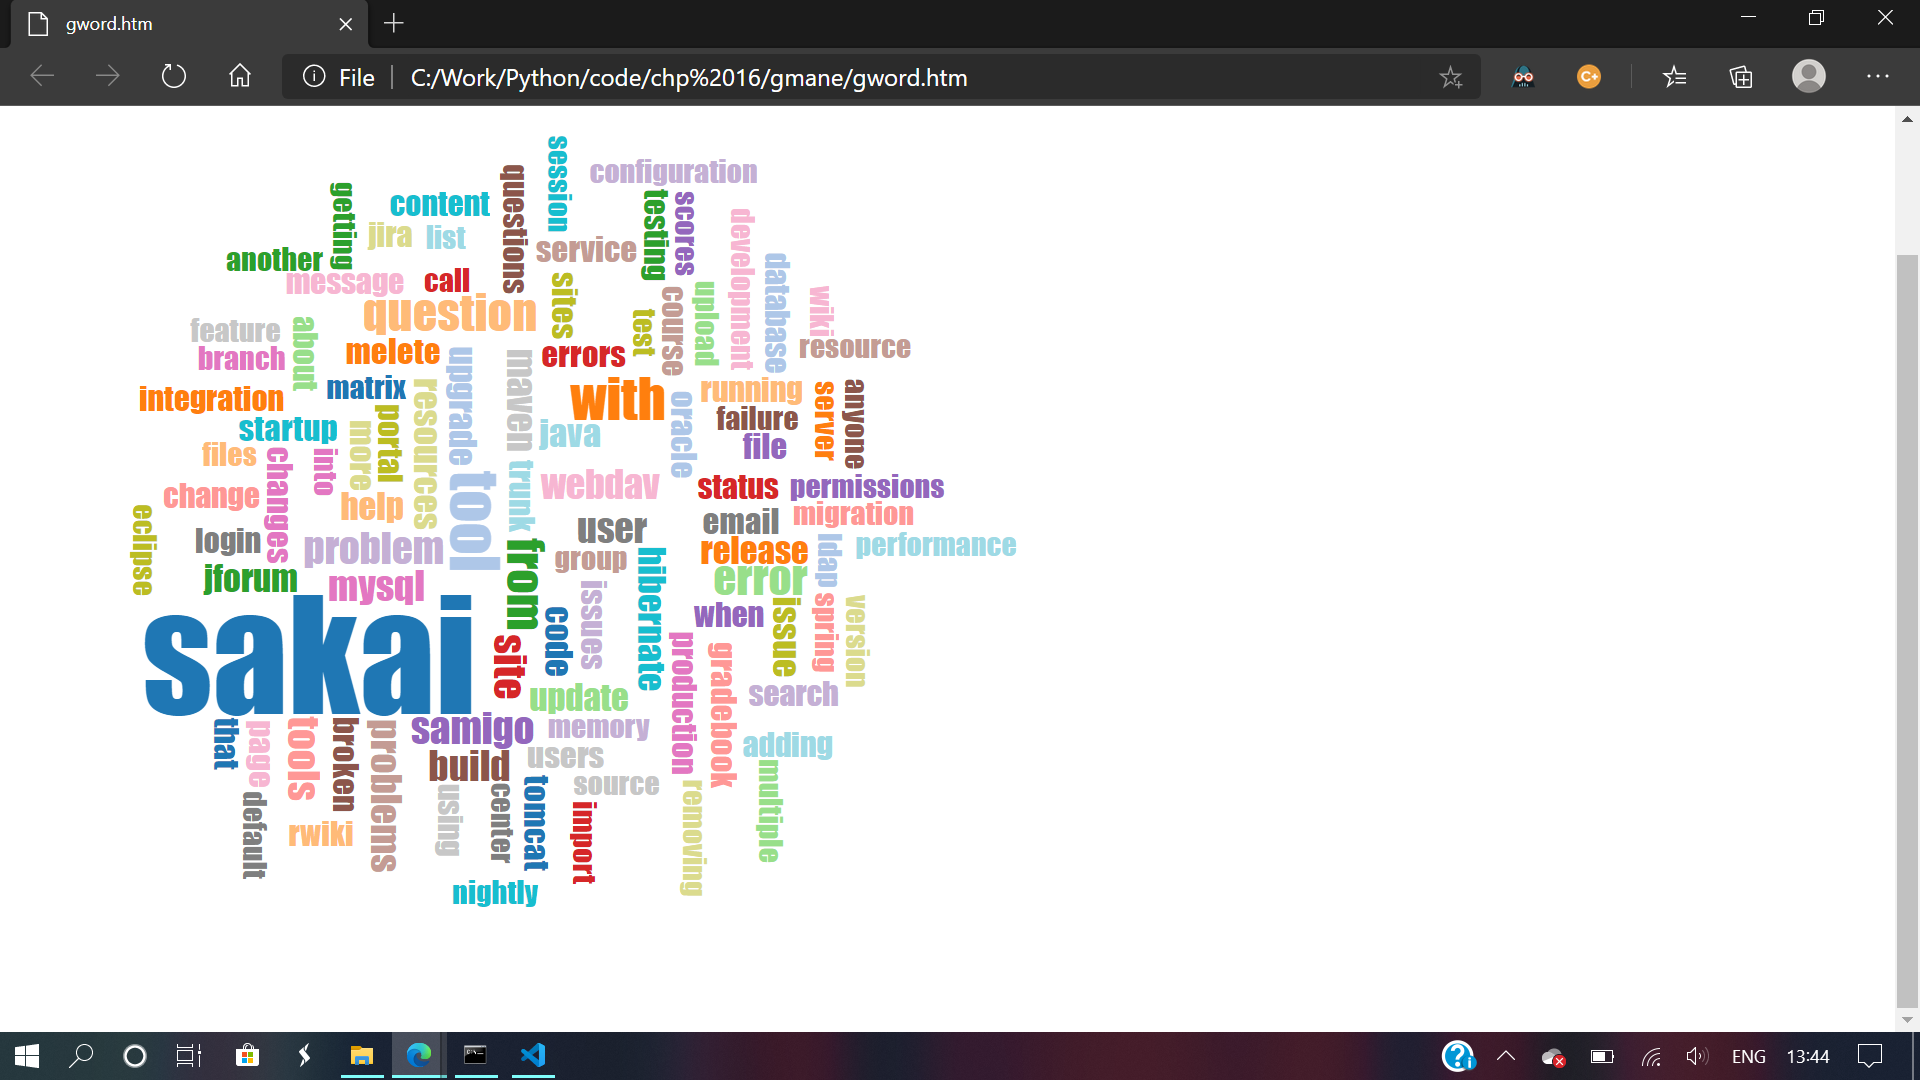 gword.htm
File
C:/Work/Python/code/chp%2016/gmane/gword.htm
session
configuration
questions
getting
content
testing
scores
development
jira
list
service
another
message
call
database
sites
question
course
upload
wiki
feature
about
test
branch
melete
upgrade
maven
errors
resource
integration
matrix
resources
with
running
server
anyone
portal
oracle
failure
startup
more
java
file
files
changes
into
trunk
tool
webdav
status
permissions
change
help
eclipse
user
email
migration
login
problem
from
group
hibernate
release
ldap
performance
jforum
mysql
issues
error
sakai
code
when
issue
spring
version
site
production
gradebook
search
update
that
page
tools
broken
problems
samigo
memory
adding
build
users
multiple
default
using
center
tomcat
source
removing
rwiki
import
nightly
ENG
13:44